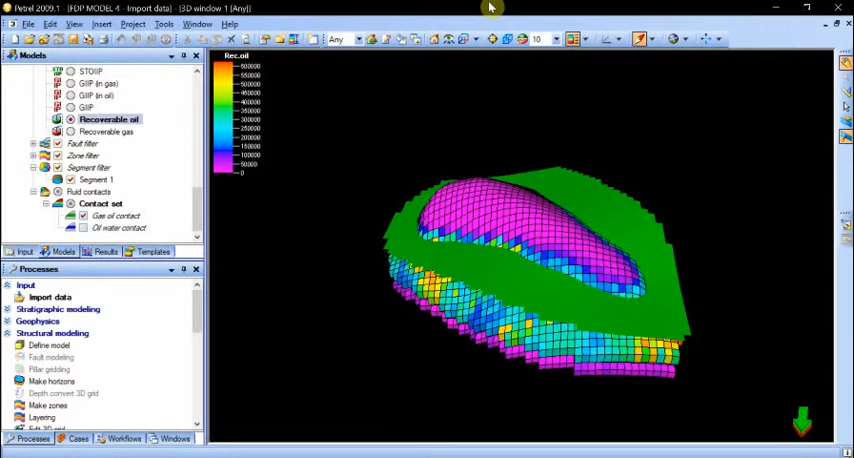 Petrel 2009.1 - [FDP MODEL 4 - Import data] - [3D window 1 [Any]]
File Edit View Insert Project Tools Window Help
Any 10
Models
STOIIP
GIIP (in gas)
GIIP (in oil)
GIIP
Recoverable oil
Recoverable gas
Fault filter
Zone filter
Segment filter
Segment 1
Fluid contacts
Contact set
Gas oil contact
Oil water contact
Input Models Results Templates
Processes
Input
Import data
Stratigraphic modeling
Geophysics
Structural modeling
Define model
Fault modeling
Pillar gridding
Make horizons
Depth convert 3D grid
Make zones
Layering
Edit 3D grid
Processes Cases Workflows Windows
Rec.oil
600000
550000
500000
450000
400000
350000
300000
250000
200000
150000
100000
50000
0